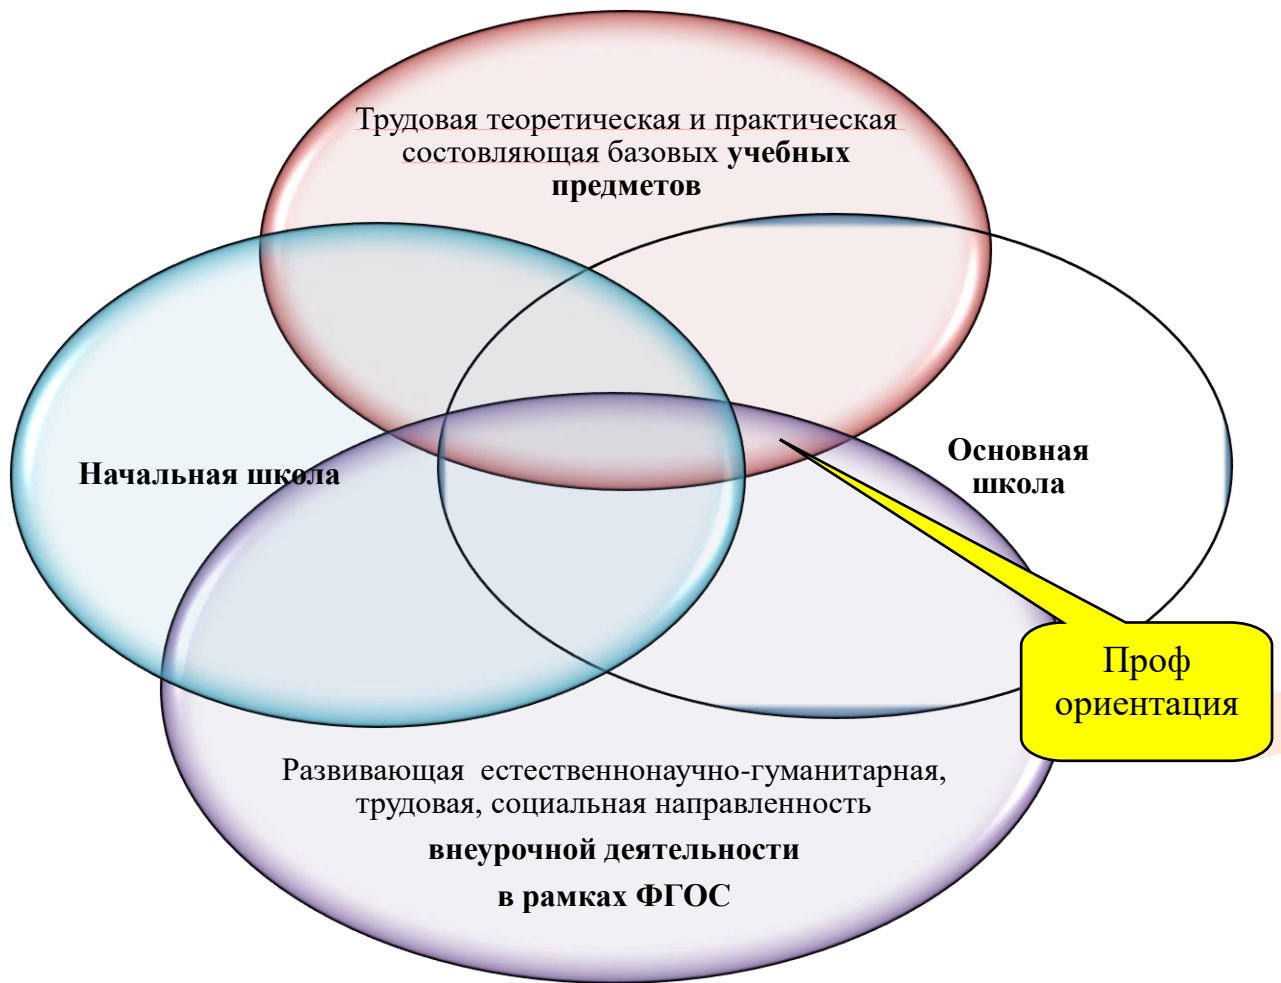 Трудовая теоретическая и практическая
состовляющая базовых учебных
предметов
Начальная школа
Основная
школа
Проф
ориентация
Развивающая  естественнонаучно-гуманитарная,
трудовая, социальная направленность
внеурочной деятельности
в рамках ФГОС